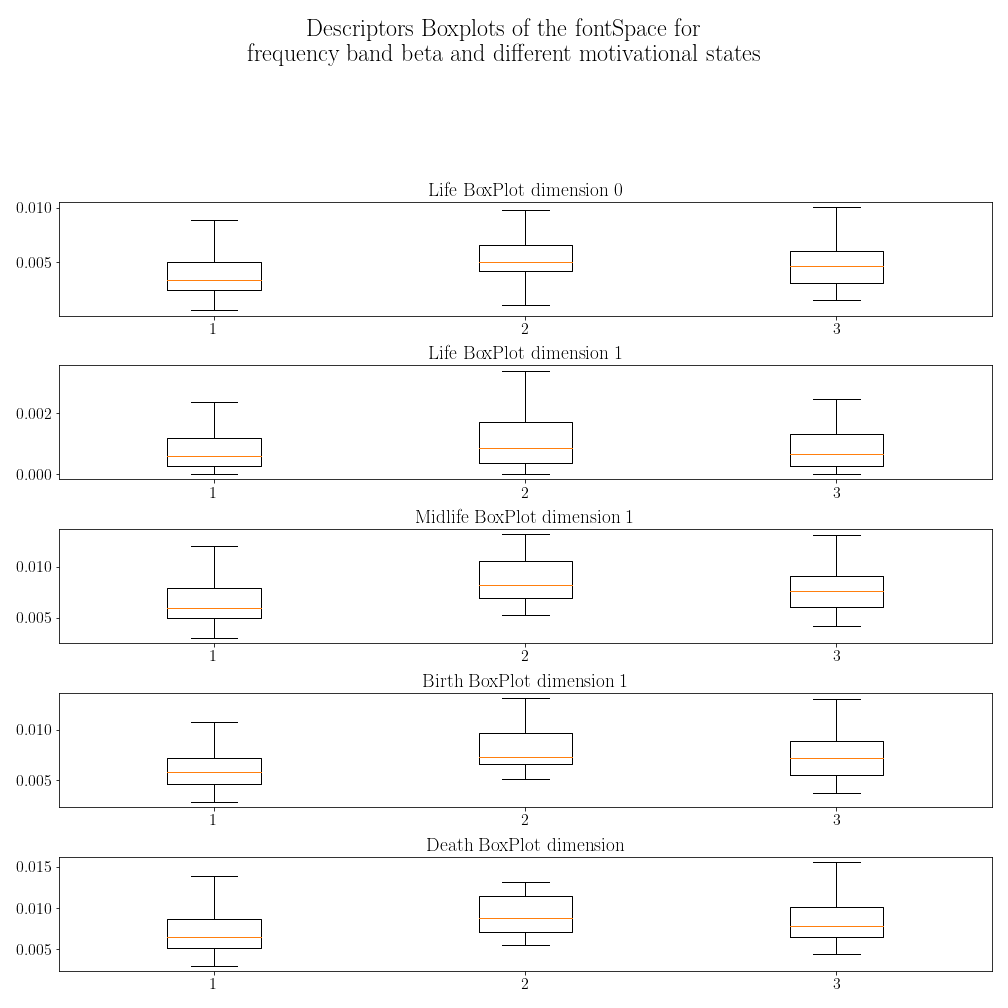 Descriptors Boxplots of the fontSpace for
frequency band beta and different motivational states
Life BoxPlot dimension 0
0.010
0.005
1 2 3
Life BoxPlot dimension 1
0.002
0.000
1 2 3
Midlife BoxPlot dimension 1
0.010
0.005
1 2 3
Birth BoxPlot dimension 1
0.010
0.005
1 2 3
Death BoxPlot dimension
0.015
0.010
0.005
1 2 3